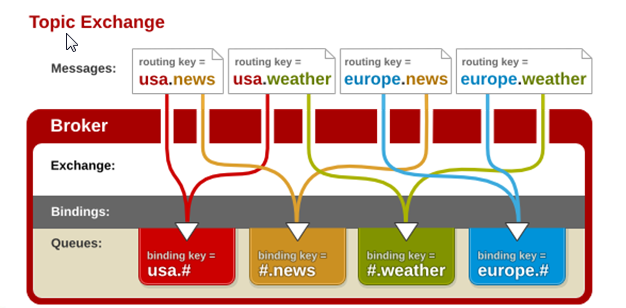 Topic Exchange
Messages:
routing key =
usa.news
routing key =
usa.weather
routing key =
europe.news
routing key =
europe.weather
Broker
Exchange:
Bindings:
Queues:
binding key =
usa.#
binding key =
#.news
binding key =
#.weather
binding key =
europe.#